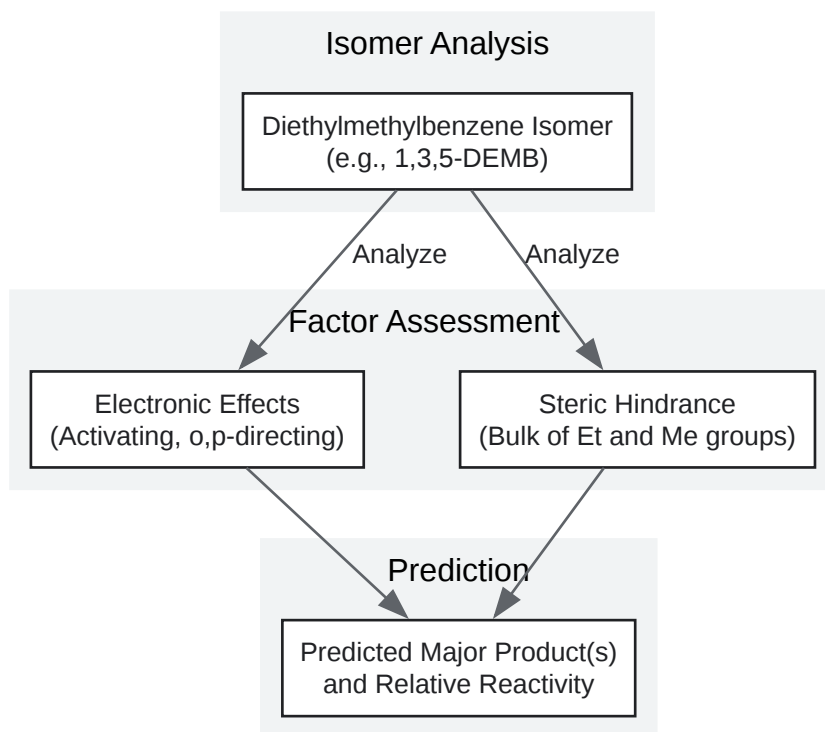 Isomer Analysis
Diethylmethylbenzene Isomer
(e.g., 1,3,5-DEMB)
Analyze
Analyze
Factor Assessment
Electronic Effects
(Activating, o,p-directing)
Steric Hindrance
(Bulk of Et and Me groups)
Prediction
Predicted Major Product(s)
and Relative Reactivity